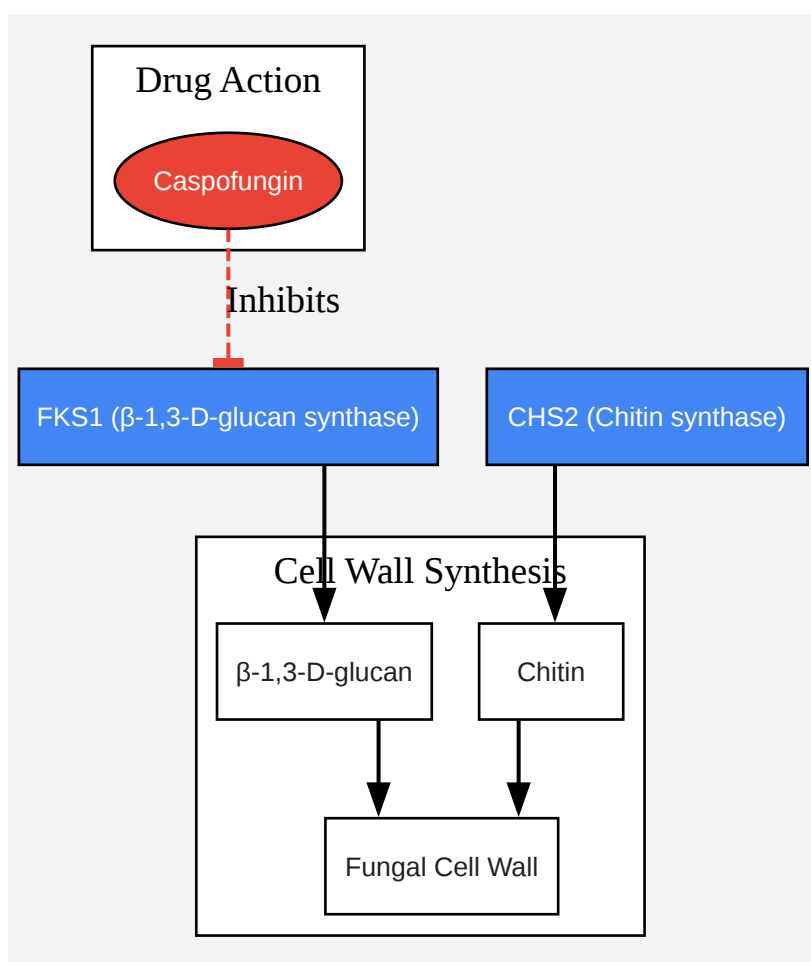 Drug Action
Caspofungin
Inhibits
FKS1 (β-1,3-D-glucan synthase)
CHS2 (Chitin synthase)
Cell Wall Synthesis
β-1,3-D-glucan
Chitin
Fungal Cell Wall